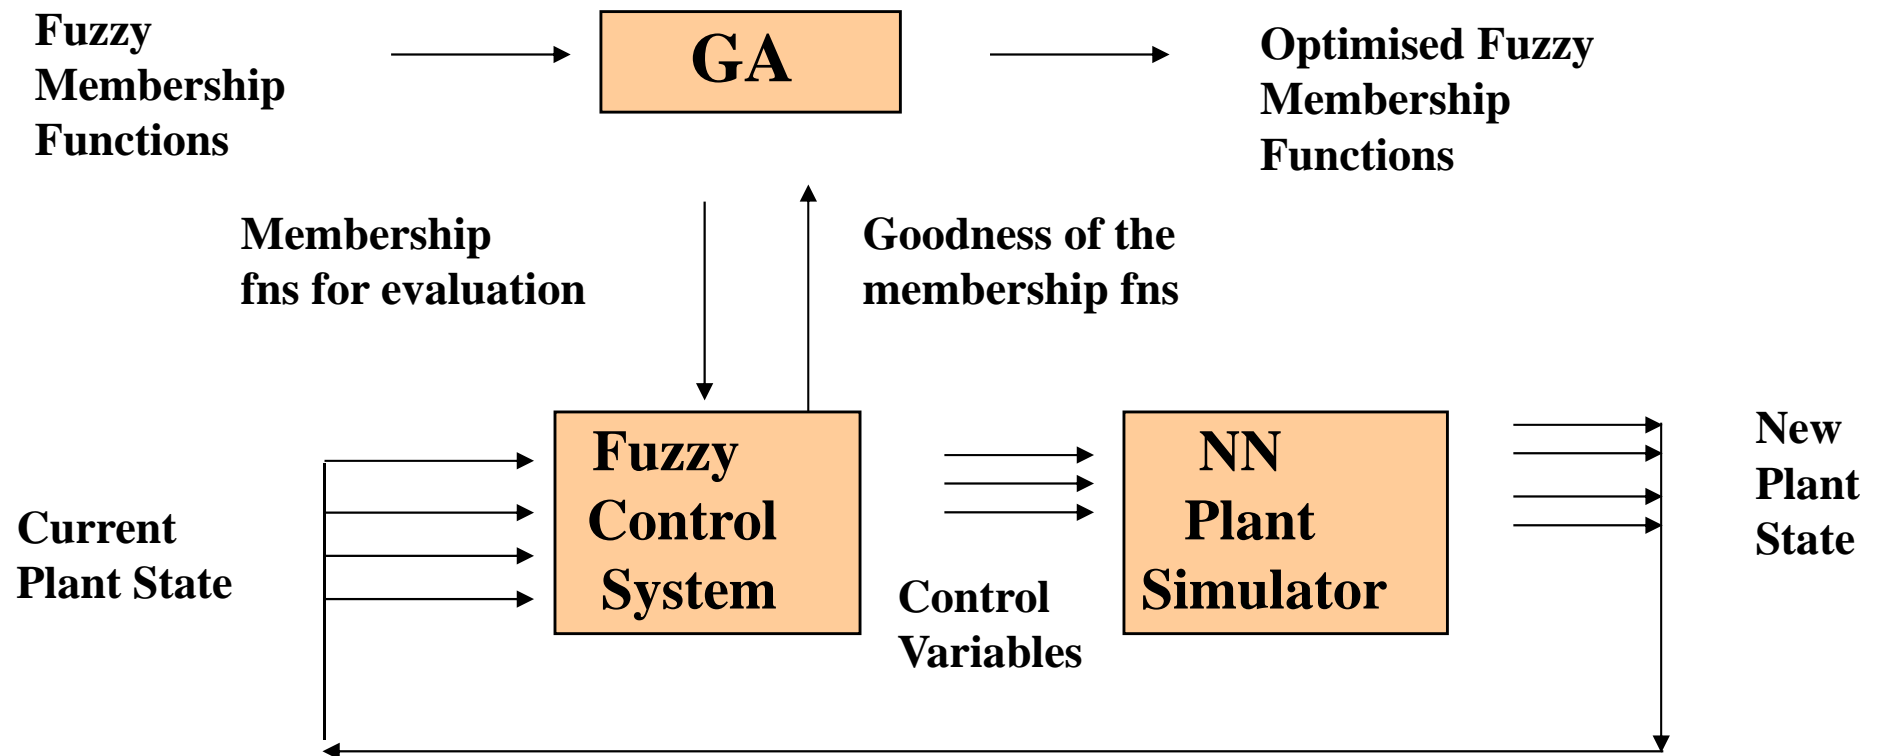 Fuzzy
Membership
Functions
GA
Optimised Fuzzy
Membership
Functions
Membership
fns for evaluation
Goodness of the
membership fns
Current
Plant State
Fuzzy
Control
System
Control
Variables
NN
Plant
Simulator
New
Plant
State